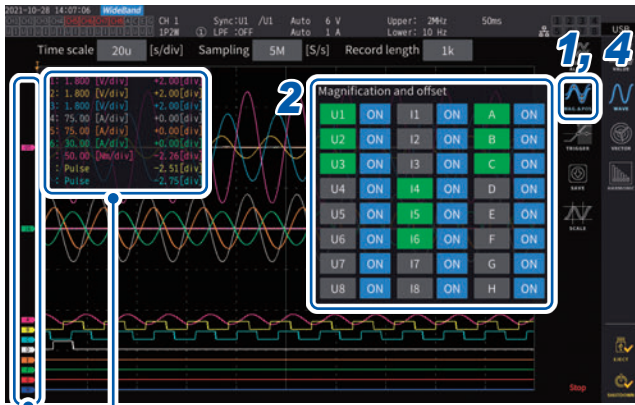 2021-10-28 14:07:06 WideBand
CH 1 Sync:U1 /U1 Auto 6 V Upper: 2MHz 50ms
1P2W ① LPF :OFF Auto 1 A Lower: 10 Hz
USB
Time scale 20u [s/div] Sampling 5M [S/s] Record length 1k
1, 4
1.800 [V/div] +2.00[div]
2: 1.800 [V/div] +2.00[div]
3: 1.800 [V/div] +2.00[div]
4: 75.00 [A/div] +0.00[div]
5: 75.00 [A/div] +0.00[div]
30.00 [A/div] +0.00[div]
50.00 [Nm/div] -2.26[div]
: Pulse -2.51[div]
: Pulse -2.75[div]
2
Magnification and offset
U1 ON I1 ON A ON
U2 ON I2 ON B ON
U3 ON I3 ON C ON
U4 ON I4 ON D ON
U5 ON I5 ON E ON
U6 ON I6 ON F ON
U7 ON I7 ON G ON
U8 ON I8 ON H ON
MAG.&POS
WAVE
TRIGGER
VECTOR
SAVE
HARMONIC
SCALE
EJECT
Stop
SHUTDOWN